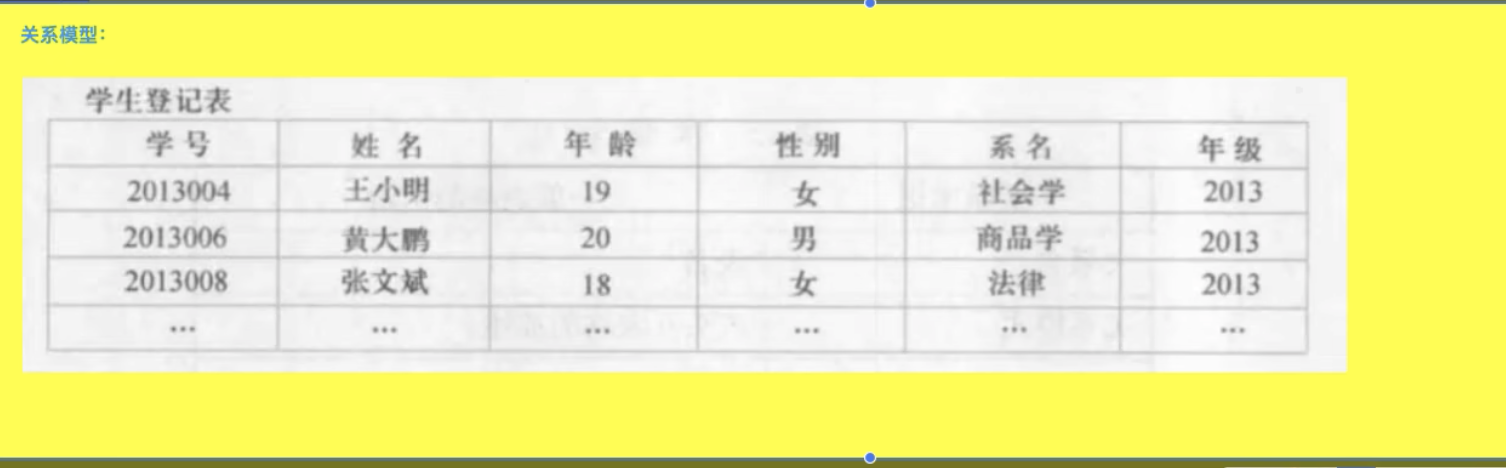 关系模型：
学生登记表
学号 姓名 年龄 性别 系名 年级
2013004 王小明 19 女 社会学 2013
2013006 黄大鹏 20 男 商品学 2013
2013008 张文斌 18 女 法律 2013
… … … … … …